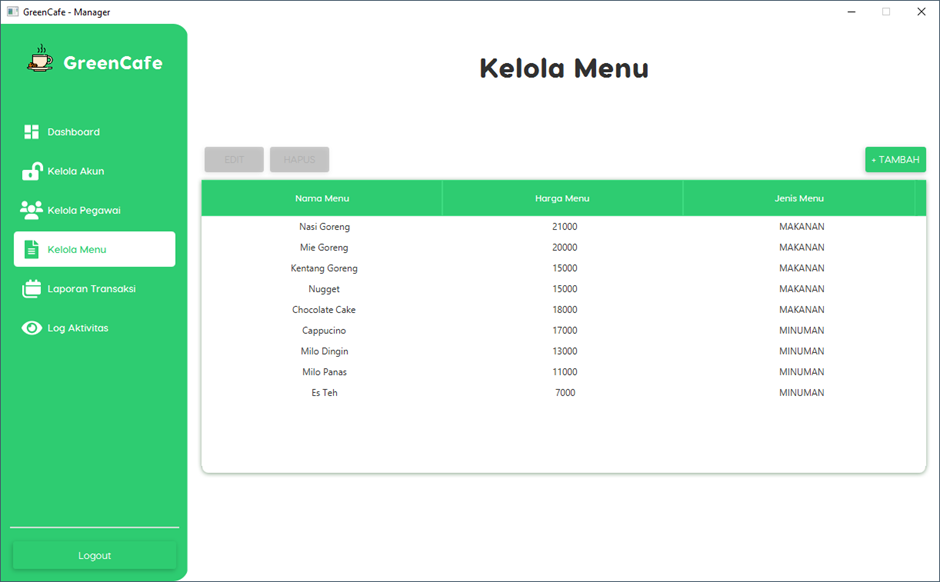 GreenCafe - Manager
GreenCafe
Dashboard
Kelola Akun
Kelola Pegawai
Kelola Menu
Laporan Transaksi
Log Aktivitas
Logout
Kelola Menu
EDIT HAPUS + TAMBAH
Nama Menu Harga Menu Jenis Menu
Nasi Goreng 21000 MAKANAN
Mie Goreng 20000 MAKANAN
Kentang Goreng 15000 MAKANAN
Nugget 15000 MAKANAN
Chocolate Cake 18000 MAKANAN
Cappucino 17000 MINUMAN
Milo Dingin 13000 MINUMAN
Milo Panas 11000 MINUMAN
Es Teh 7000 MINUMAN